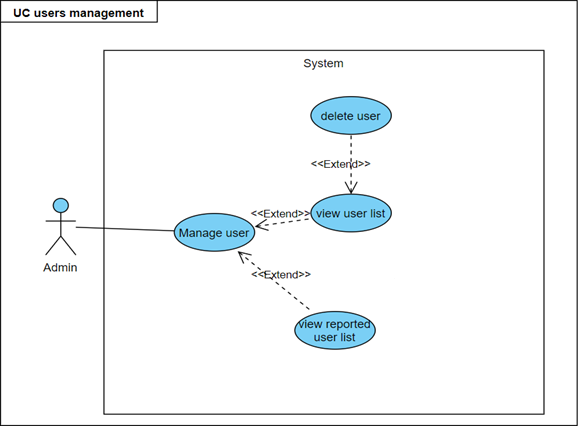 UC users management
System
delete user
<<Extend>>
view user list
<<Extend>>
Manage user
Admin
<<Extend>>
view reported
user list